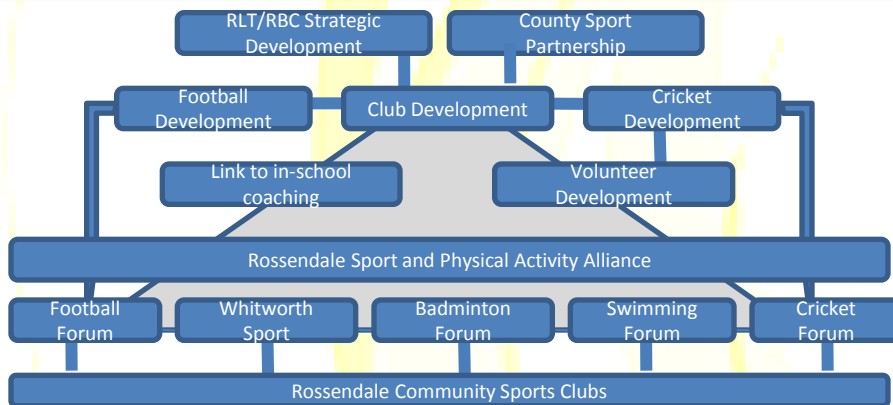 RLT/RBC Strategic
Development
County Sport
Partnership
Football
Development
Club Development
Cricket
Development
Link to in-school
coaching
Volunteer
Development
Rossendale Sport and Physical Activity Alliance
Football
Forum
Whitworth
Sport
Badminton
Forum
Swimming
Forum
Cricket
Forum
Rossendale Community Sports Clubs